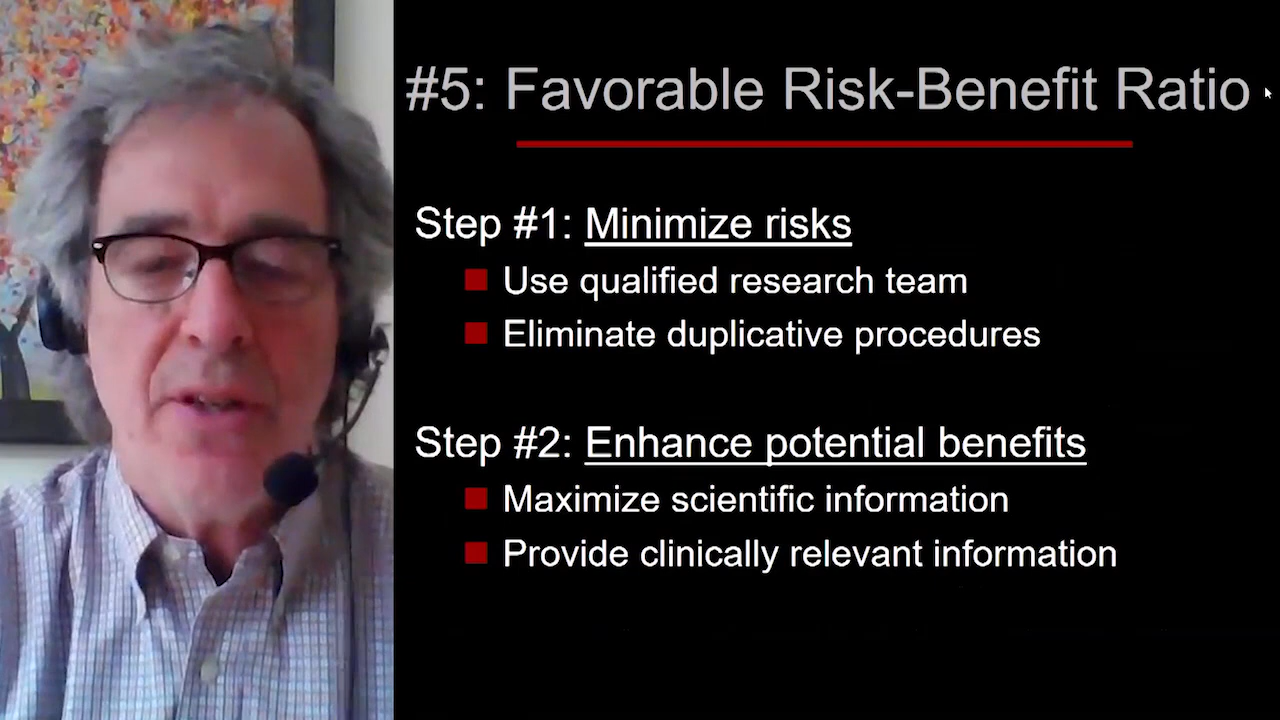 #5: Favorable Risk-Benefit Ratio
Step #1: Minimize risks
Use qualified research team
Eliminate duplicative procedures
Step #2: Enhance potential benefits
Maximize scientific information
Provide clinically relevant information